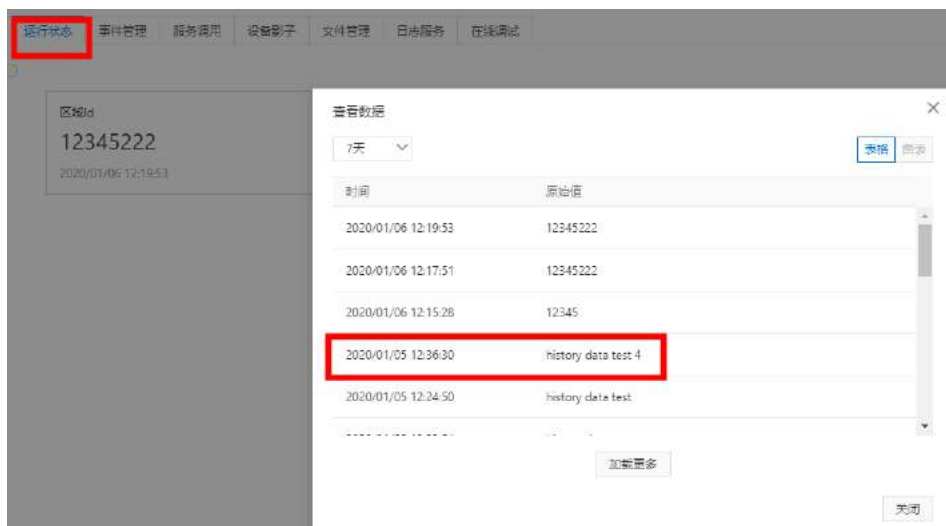 运行状态 事件管理 服务调用 设备影子 文件管理 日志服务 在线调试
区域Id
12345222
2020/01/06 12:19:53
查看数据
7天
表格 图表
时间 原始值
2020/01/06 12:19:53 12345222
2020/01/06 12:17:51 12345222
2020/01/06 12:15:28 12345
2020/01/05 12:36:30 history data test 4
2020/01/05 12:24:50 history data test
加载更多
关闭